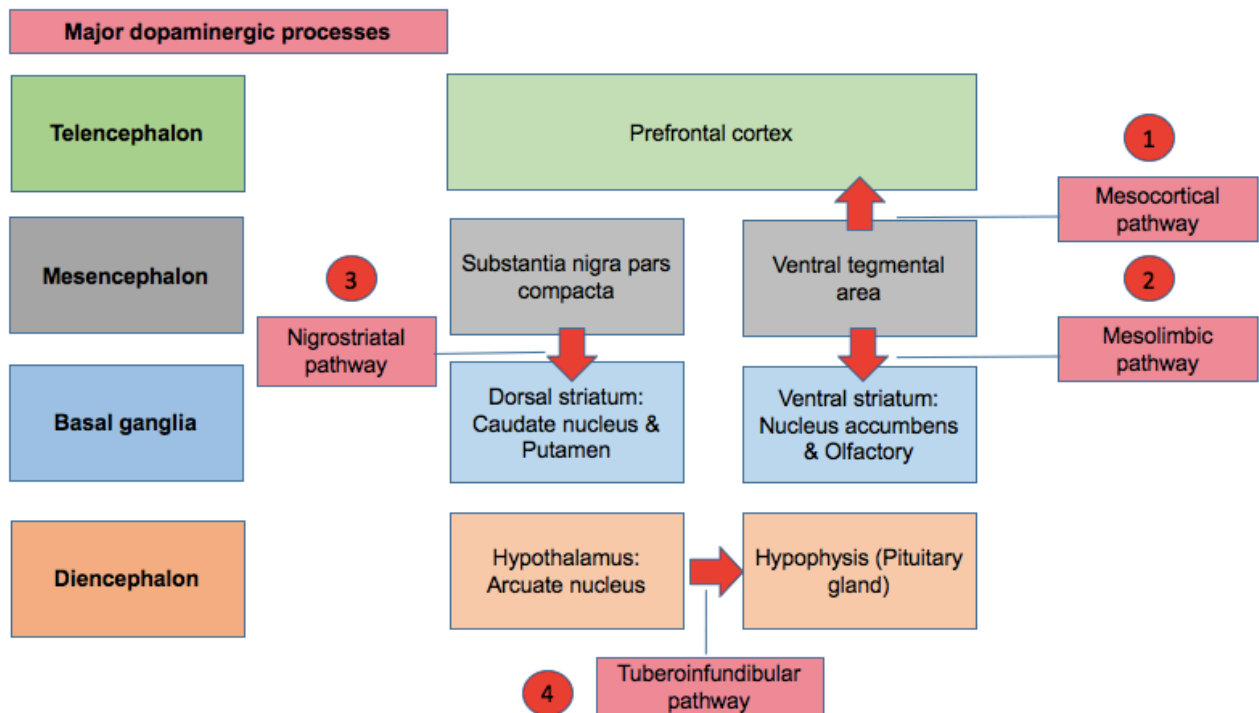 Major dopaminergic processes
Telencephalon
Prefrontal cortex
1
Mesocortical
pathway
Mesencephalon
3
Nigrostriatal
pathway
Substantia nigra pars
compacta
Ventral tegmental
area
2
Mesolimbic
pathway
Basal ganglia
Dorsal striatum:
Caudate nucleus &
Putamen
Ventral striatum:
Nucleus accumbens
& Olfactory
Diencephalon
Hypothalamus:
Arcuate nucleus
Hypophysis (Pituitary
gland)
4
Tuberoinfundibular
pathway